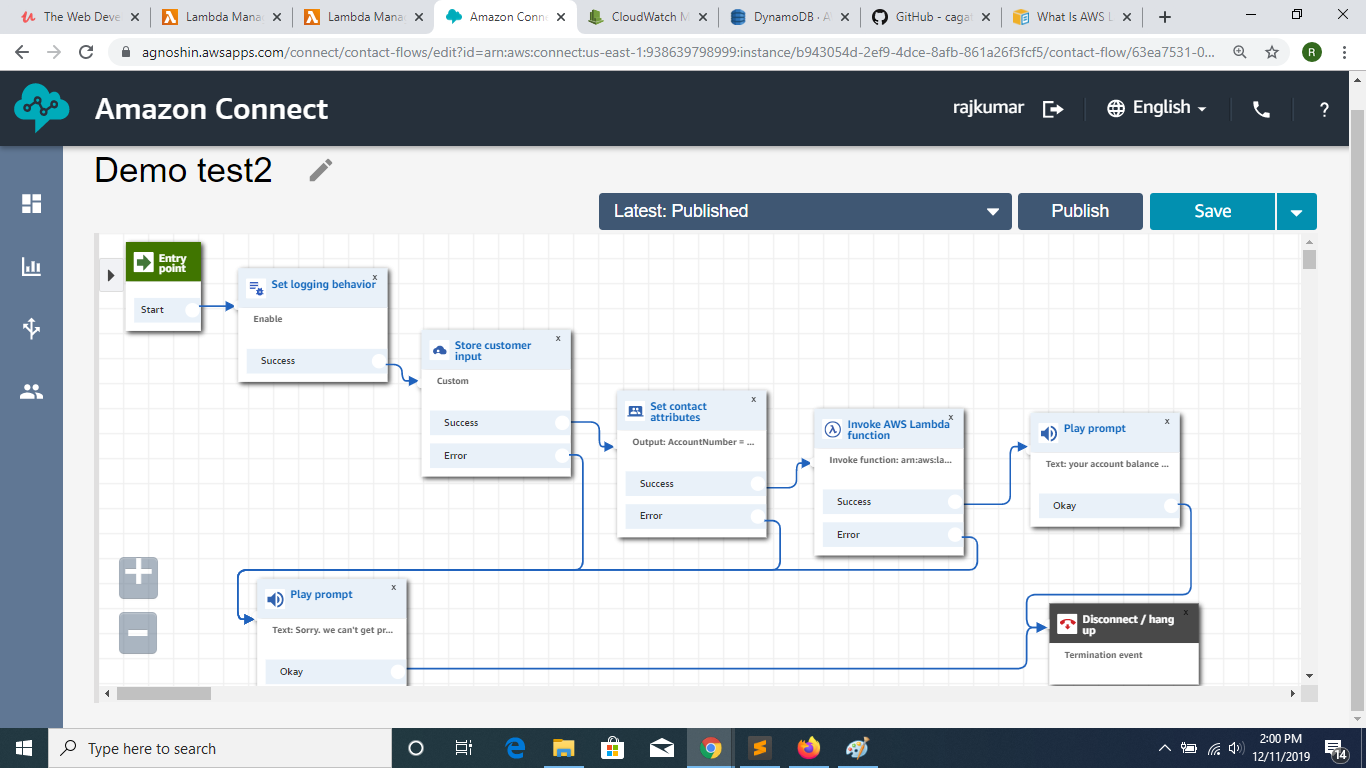 The Web Deve
Lambda Mana
Lambda Mana
Amazon Conn
CloudWatch M
DynamoDB · A
GitHub - cagat
What Is AWS L
agnoshin.awsapps.com/connect/contact-flows/edit?id=arn:aws:connect:us-east-1:938639798999:instance/b943054d-2ef9-4dce-8afb-861a26f3fcf5/contact-flow/63ea7531-0...
R
Amazon Connect
rajkumar
English
?
Demo test2
Latest: Published
Publish
Save
Entry
point
Start
Set logging behavior
x
Enable
Success
Store customer
input
x
Custom
Success
Error
Set contact
attributes
x
Output: AccountNumber = ...
Success
Error
Invoke AWS Lambda
function
x
Invoke function: arn:aws:la...
Success
Error
Play prompt
x
Text: your account balance ...
Okay
Play prompt
x
Text: Sorry. we can't get pr...
Okay
Disconnect / hang
up
x
Termination event
Type here to search
2:00 PM
12/11/2019
14